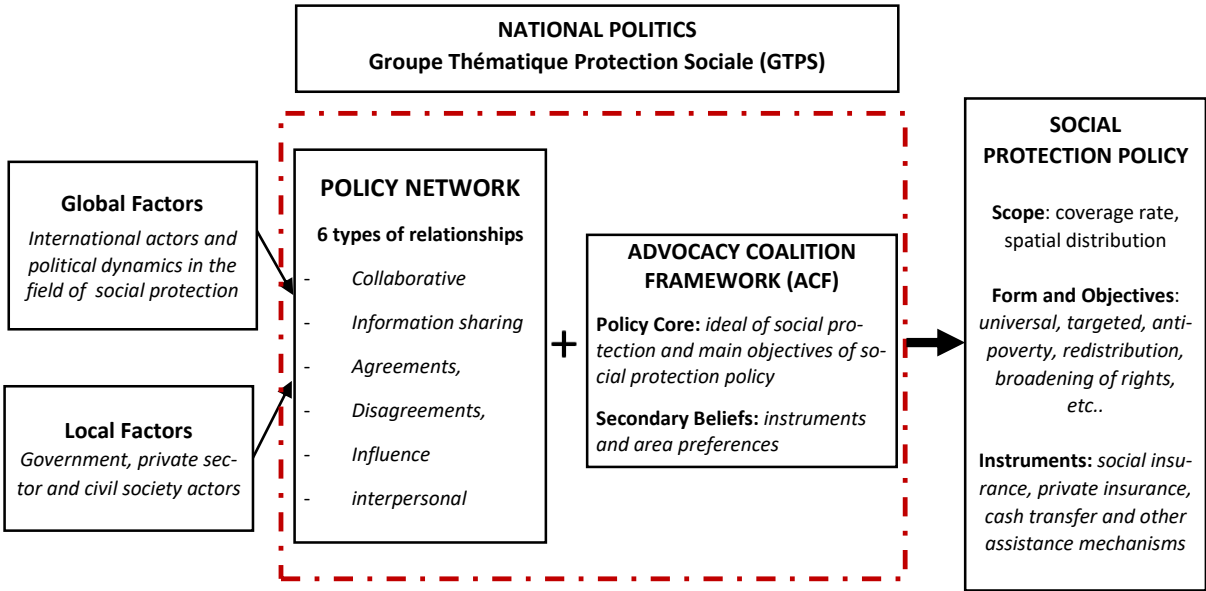 NATIONAL POLITICS
Groupe Thématique Protection Sociale (GTPS)
Global Factors
International actors and
political dynamics in the
field of social protection
Local Factors
Government, private sec-
tor and civil society actors
POLICY NETWORK
6 types of relationships
- Collaborative
- Information sharing
- Agreements,
- Disagreements,
- Influence
- interpersonal
+
ADVOCACY COALITION
FRAMEWORK (ACF)
Policy Core: ideal of social pro-
tection and main objectives of so-
cial protection policy
Secondary Beliefs: instruments
and area preferences
SOCIAL
PROTECTION POLICY
Scope: coverage rate,
spatial distribution
Form and Objectives:
universal, targeted, anti-
poverty, redistribution,
broadening of rights,
etc..
Instruments: social insu-
rance, private insurance,
cash transfer and other
assistance mechanisms